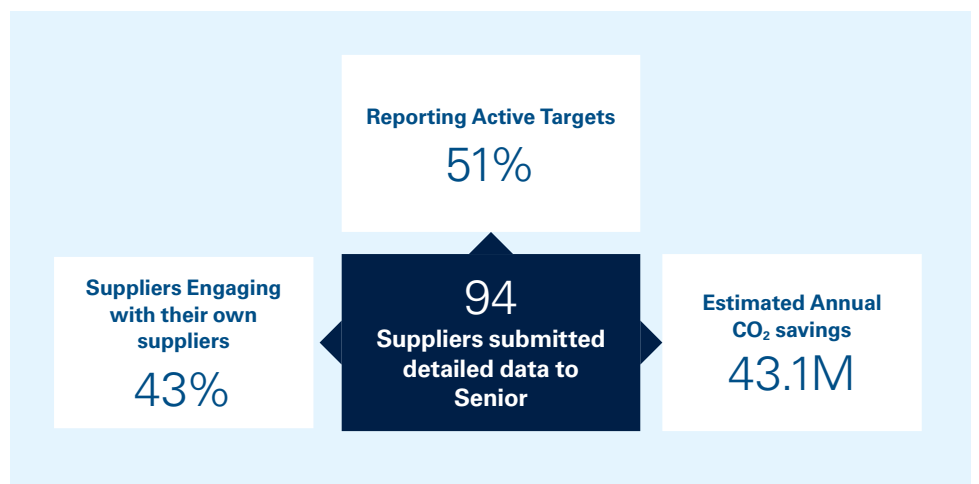 Reporting Active Targets
51%
Suppliers Engaging
with their own
suppliers
43%
94
Suppliers submitted
detailed data to
Senior
Estimated Annual
CO₂ savings
43.1M